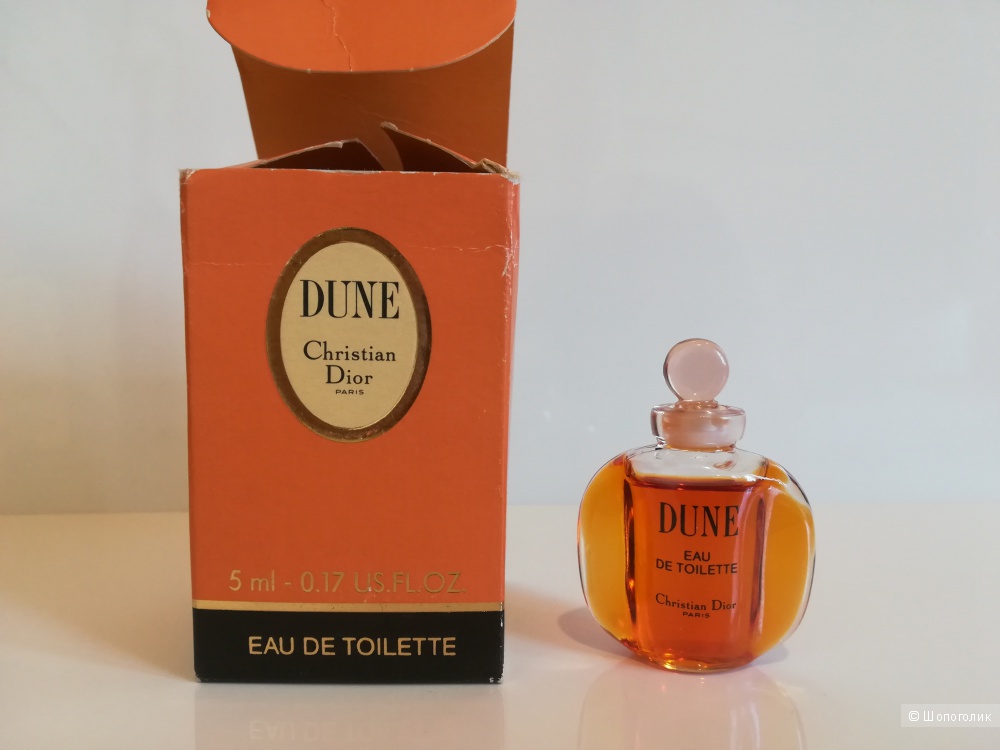 DUNE
Christian
Dior
PARIS
5 ml - 0.17 US.FL.OZ.
EAU DE TOILETTE
DUNE
EAU
DE TOILETTE
Christian Dior
PARIS
© Шопоголик